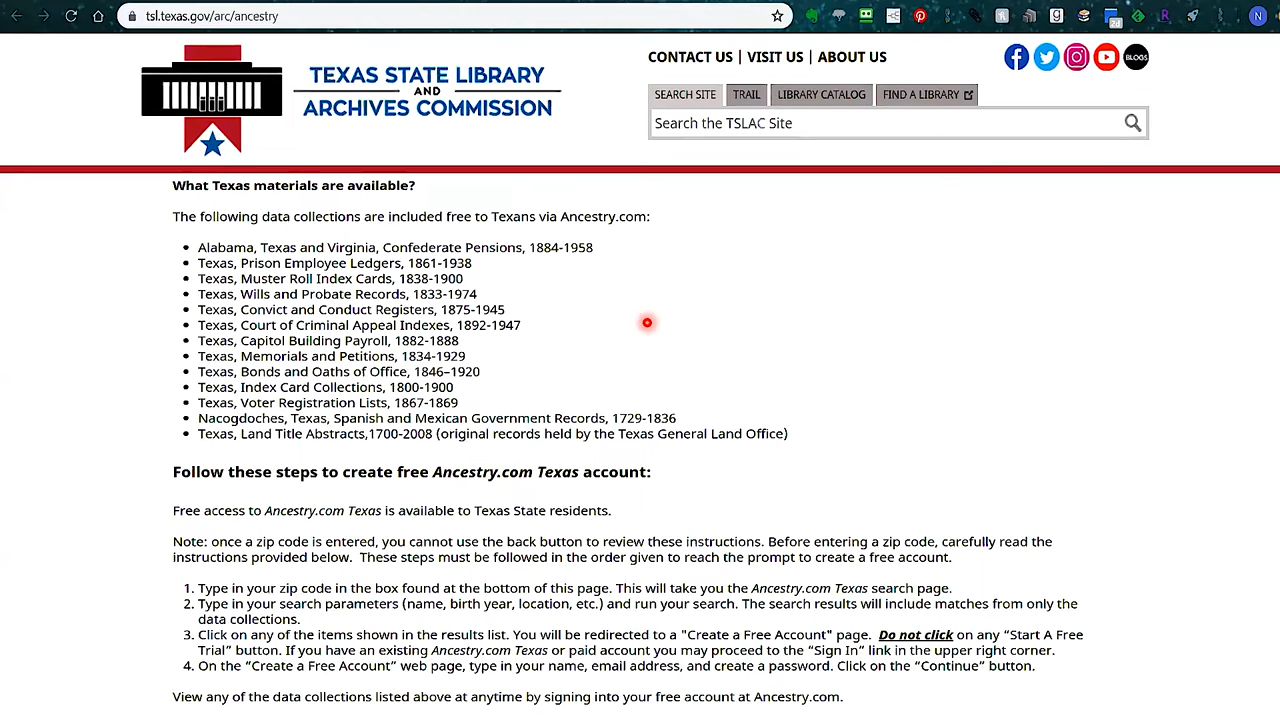 tsl.texas.gov/arc/ancestry
2d
N
TEXAS STATE LIBRARY
AND
ARCHIVES COMMISSION
CONTACT US | VISIT US | ABOUT US
BLOGS
SEARCH SITE TRAIL LIBRARY CATALOG FIND A LIBRARY
Search the TSLAC Site
What Texas materials are available?
The following data collections are included free to Texans via Ancestry.com:
• Alabama, Texas and Virginia, Confederate Pensions, 1884-1958
• Texas, Prison Employee Ledgers, 1861-1938
• Texas, Muster Roll Index Cards, 1838-1900
• Texas, Wills and Probate Records, 1833-1974
• Texas, Convict and Conduct Registers, 1875-1945
• Texas, Court of Criminal Appeal Indexes, 1892-1947
• Texas, Capitol Building Payroll, 1882-1888
• Texas, Memorials and Petitions, 1834-1929
• Texas, Bonds and Oaths of Office, 1846–1920
• Texas, Index Card Collections, 1800-1900
• Texas, Voter Registration Lists, 1867-1869
• Nacogdoches, Texas, Spanish and Mexican Government Records, 1729-1836
• Texas, Land Title Abstracts,1700-2008 (original records held by the Texas General Land Office)
Follow these steps to create free Ancestry.com Texas account:
Free access to Ancestry.com Texas is available to Texas State residents.
Note: once a zip code is entered, you cannot use the back button to review these instructions. Before entering a zip code, carefully read the
instructions provided below. These steps must be followed in the order given to reach the prompt to create a free account.
1. Type in your zip code in the box found at the bottom of this page. This will take you the Ancestry.com Texas search page.
2. Type in your search parameters (name, birth year, location, etc.) and run your search. The search results will include matches from only the
data collections.
3. Click on any of the items shown in the results list. You will be redirected to a "Create a Free Account" page. Do not click on any “Start A Free
Trial” button. If you have an existing Ancestry.com Texas or paid account you may proceed to the “Sign In” link in the upper right corner.
4. On the “Create a Free Account” web page, type in your name, email address, and create a password. Click on the “Continue” button.
View any of the data collections listed above at anytime by signing into your free account at Ancestry.com.